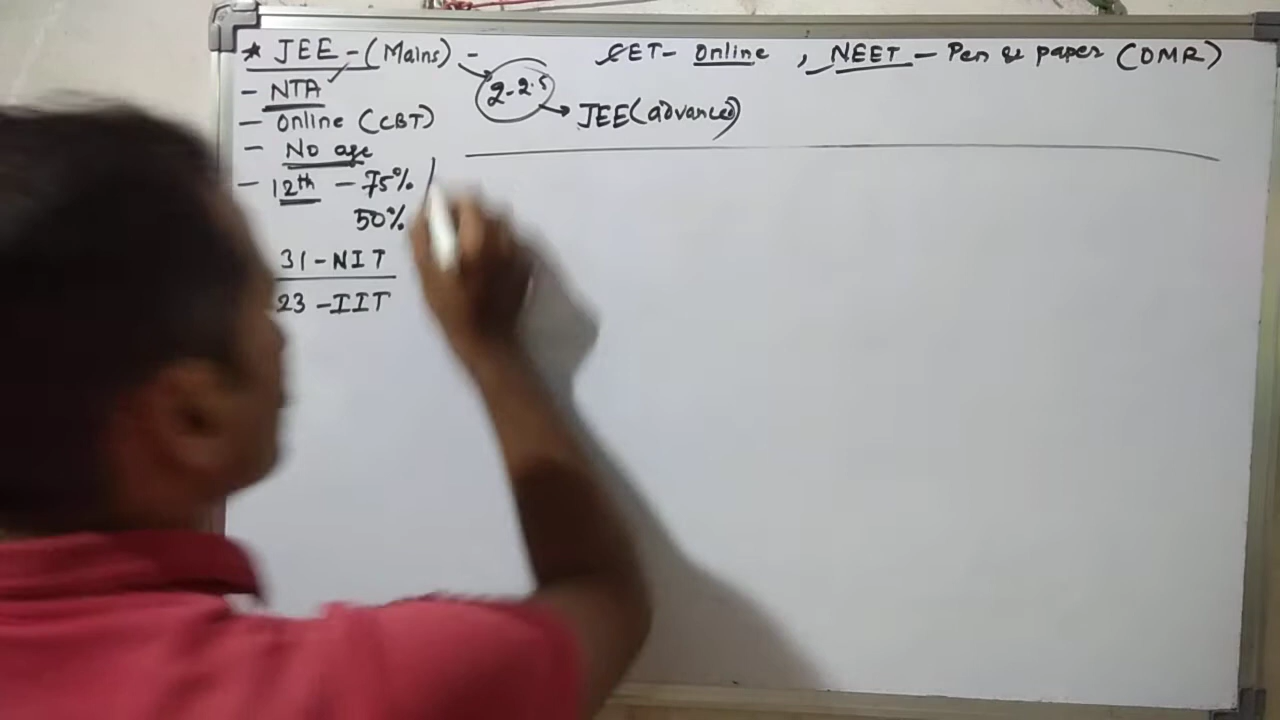 * JEE - (Mains) -
CET - Online , NEET - Pen & paper (OMR)
- NTA
2-2.5
JEE (advanced)
- Online (CBT)
- No age
- 12th - 75%
50%
31 - NIT
23 - IIT